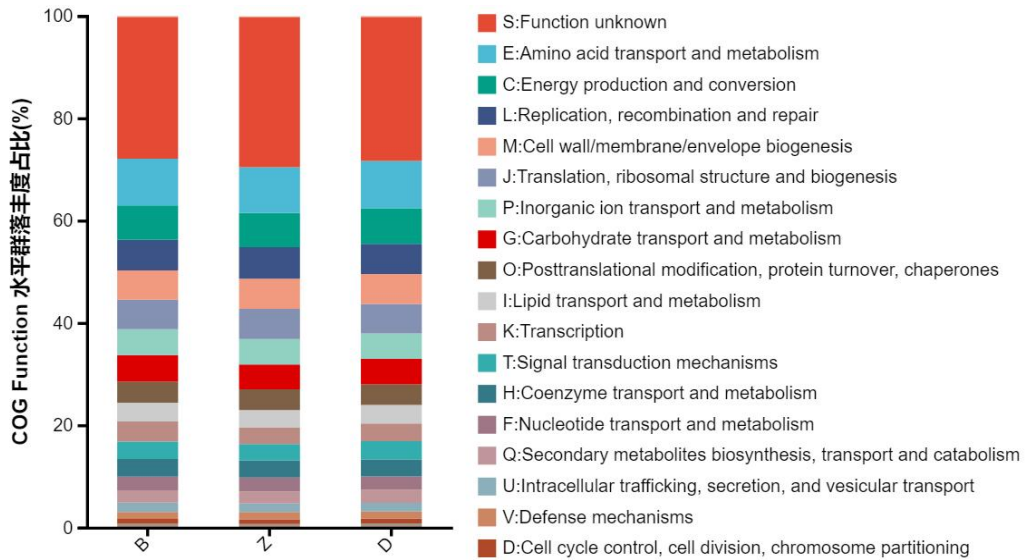 COG Function 水平群落丰度占比(%)
100
80
60
40
20
0
B
Z
D
S:Function unknown
E:Amino acid transport and metabolism
C:Energy production and conversion
L:Replication, recombination and repair
M:Cell wall/membrane/envelope biogenesis
J:Translation, ribosomal structure and biogenesis
P:Inorganic ion transport and metabolism
G:Carbohydrate transport and metabolism
O:Posttranslational modification, protein turnover, chaperones
I:Lipid transport and metabolism
K:Transcription
T:Signal transduction mechanisms
H:Coenzyme transport and metabolism
F:Nucleotide transport and metabolism
Q:Secondary metabolites biosynthesis, transport and catabolism
U:Intracellular trafficking, secretion, and vesicular transport
V:Defense mechanisms
D:Cell cycle control, cell division, chromosome partitioning